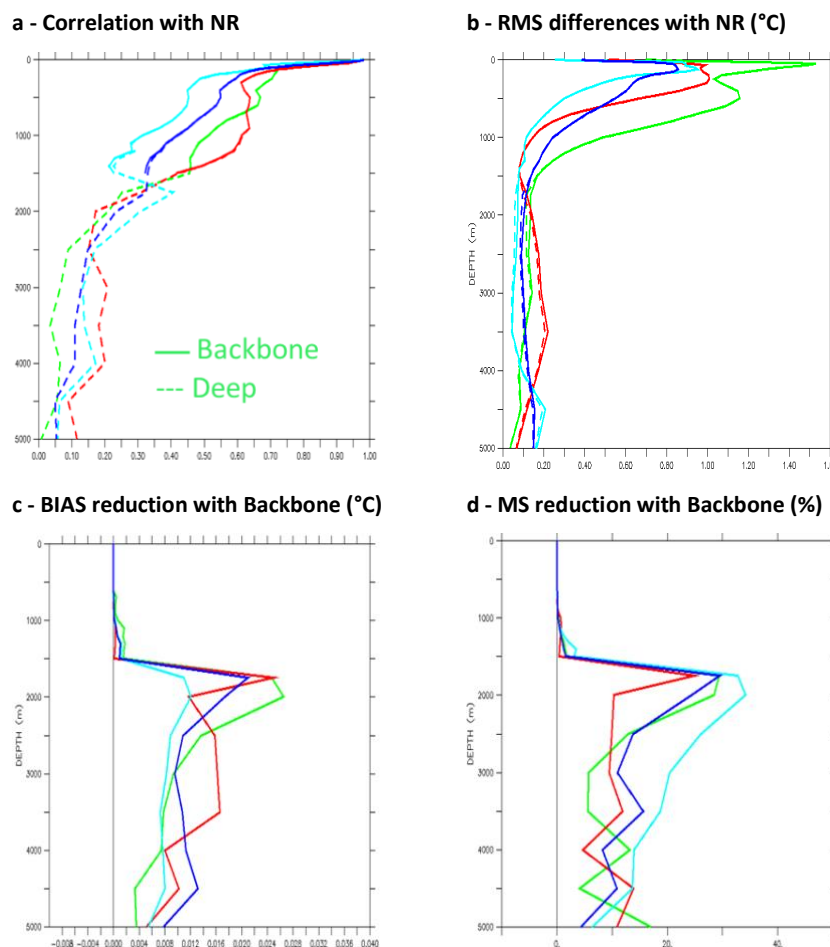 a - Correlation with NR
b - RMS differences with NR (°C)
0
1000
2000
3000
4000
5000
0.00 0.10 0.20 0.30 0.40 0.50 0.60 0.70 0.80 0.90 1.00
Backbone
Deep
0
1000
2000
3000
4000
5000
DEPTH (m)
0.00 0.20 0.40 0.60 0.80 1.00 1.20 1.40
c - BIAS reduction with Backbone (°C)
d - MS reduction with Backbone (%)
0
1000
2000
3000
4000
5000
DEPTH (m)
−0.004 0.000 0.004 0.008 0.012 0.016 0.020 0.024 0.028 0.032 0.036 0.040
0
1000
2000
3000
4000
5000
DEPTH (m)
0. 20. 40.